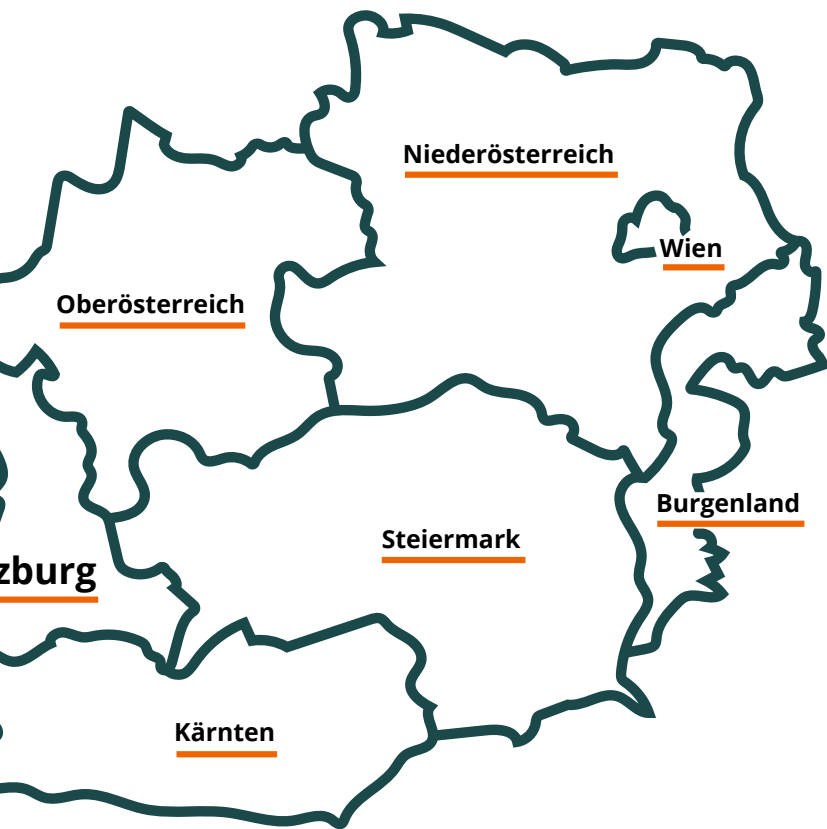 Niederösterreich
Wien
Oberösterreich
Burgenland
Steiermark
zburg
Kärnten